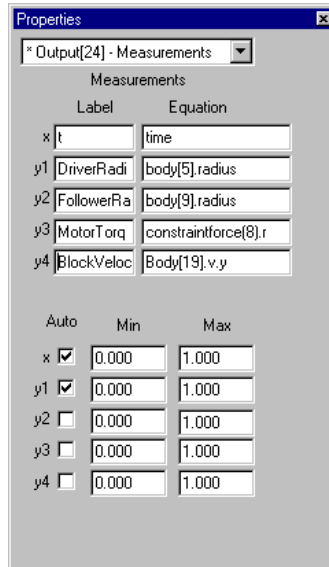 Properties
* Output[24] - Measurements
Measurements
Label Equation
x t time
y1 DriverRadi body[5].radius
y2 FollowerRa body[9].radius
y3 MotorTorq constraintforce(8).r
y4 BlockVeloc Body[19].v.y
Auto Min Max
x 0.000 1.000
y1 0.000 1.000
y2 0.000 1.000
y3 0.000 1.000
y4 0.000 1.000